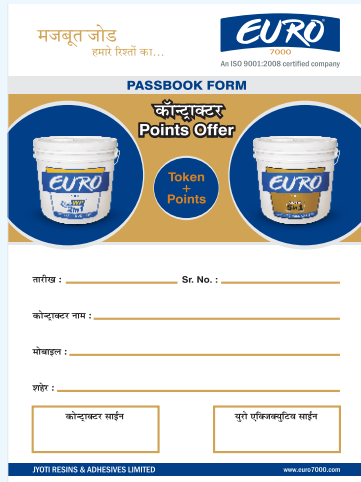 मजबूत जोड
हमारे रिश्तों का...
EURO®
7000
An ISO 9001:2008 certified company
PASSBOOK FORM
कॉन्ट्राक्टर
Points Offer
EURO
EURO
Token
+
Points
तारीख : Sr. No. :
कोन्ट्राक्टर नाम :
मोबाइल :
शहेर :
कोन्ट्राक्टर साईन
युरो एक्जिक्युटिव साईन
JYOTI RESINS & ADHESIVES LIMITED
www.euro7000.com